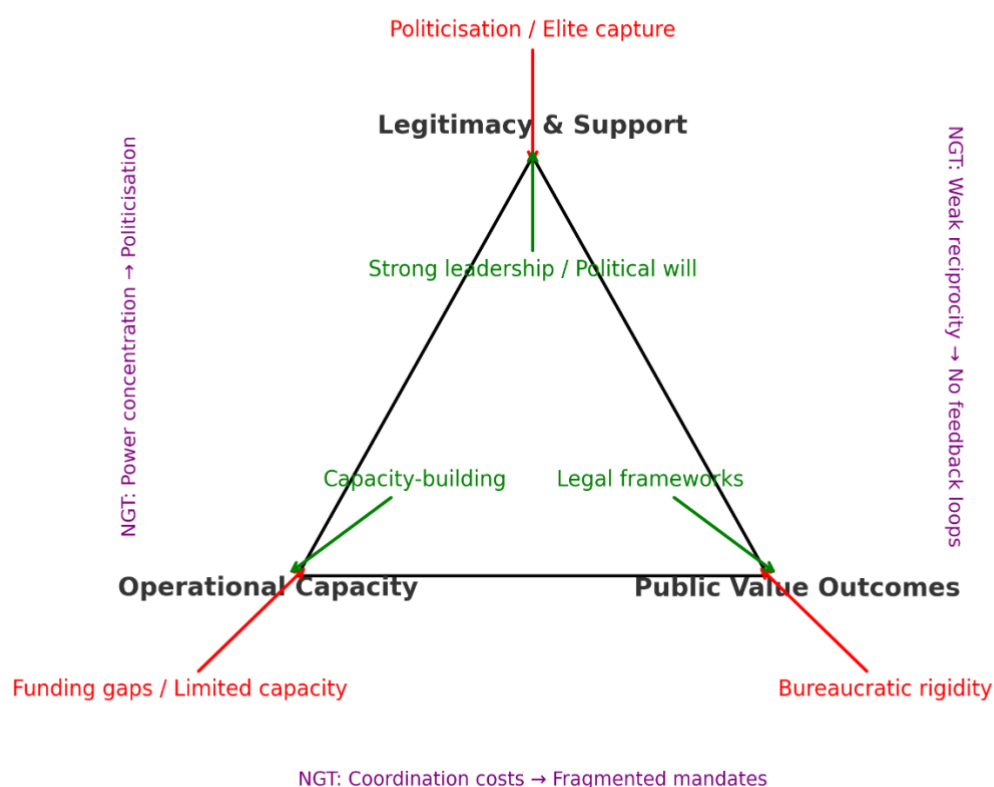 Politicisation / Elite capture
Legitimacy & Support
NGT: Power concentration → Politicisation
NGT: Weak reciprocity → No feedback loops
Strong leadership / Political will
Capacity-building
Legal frameworks
Operational Capacity
Public Value Outcomes
Funding gaps / Limited capacity
Bureaucratic rigidity
NGT: Coordination costs → Fragmented mandates